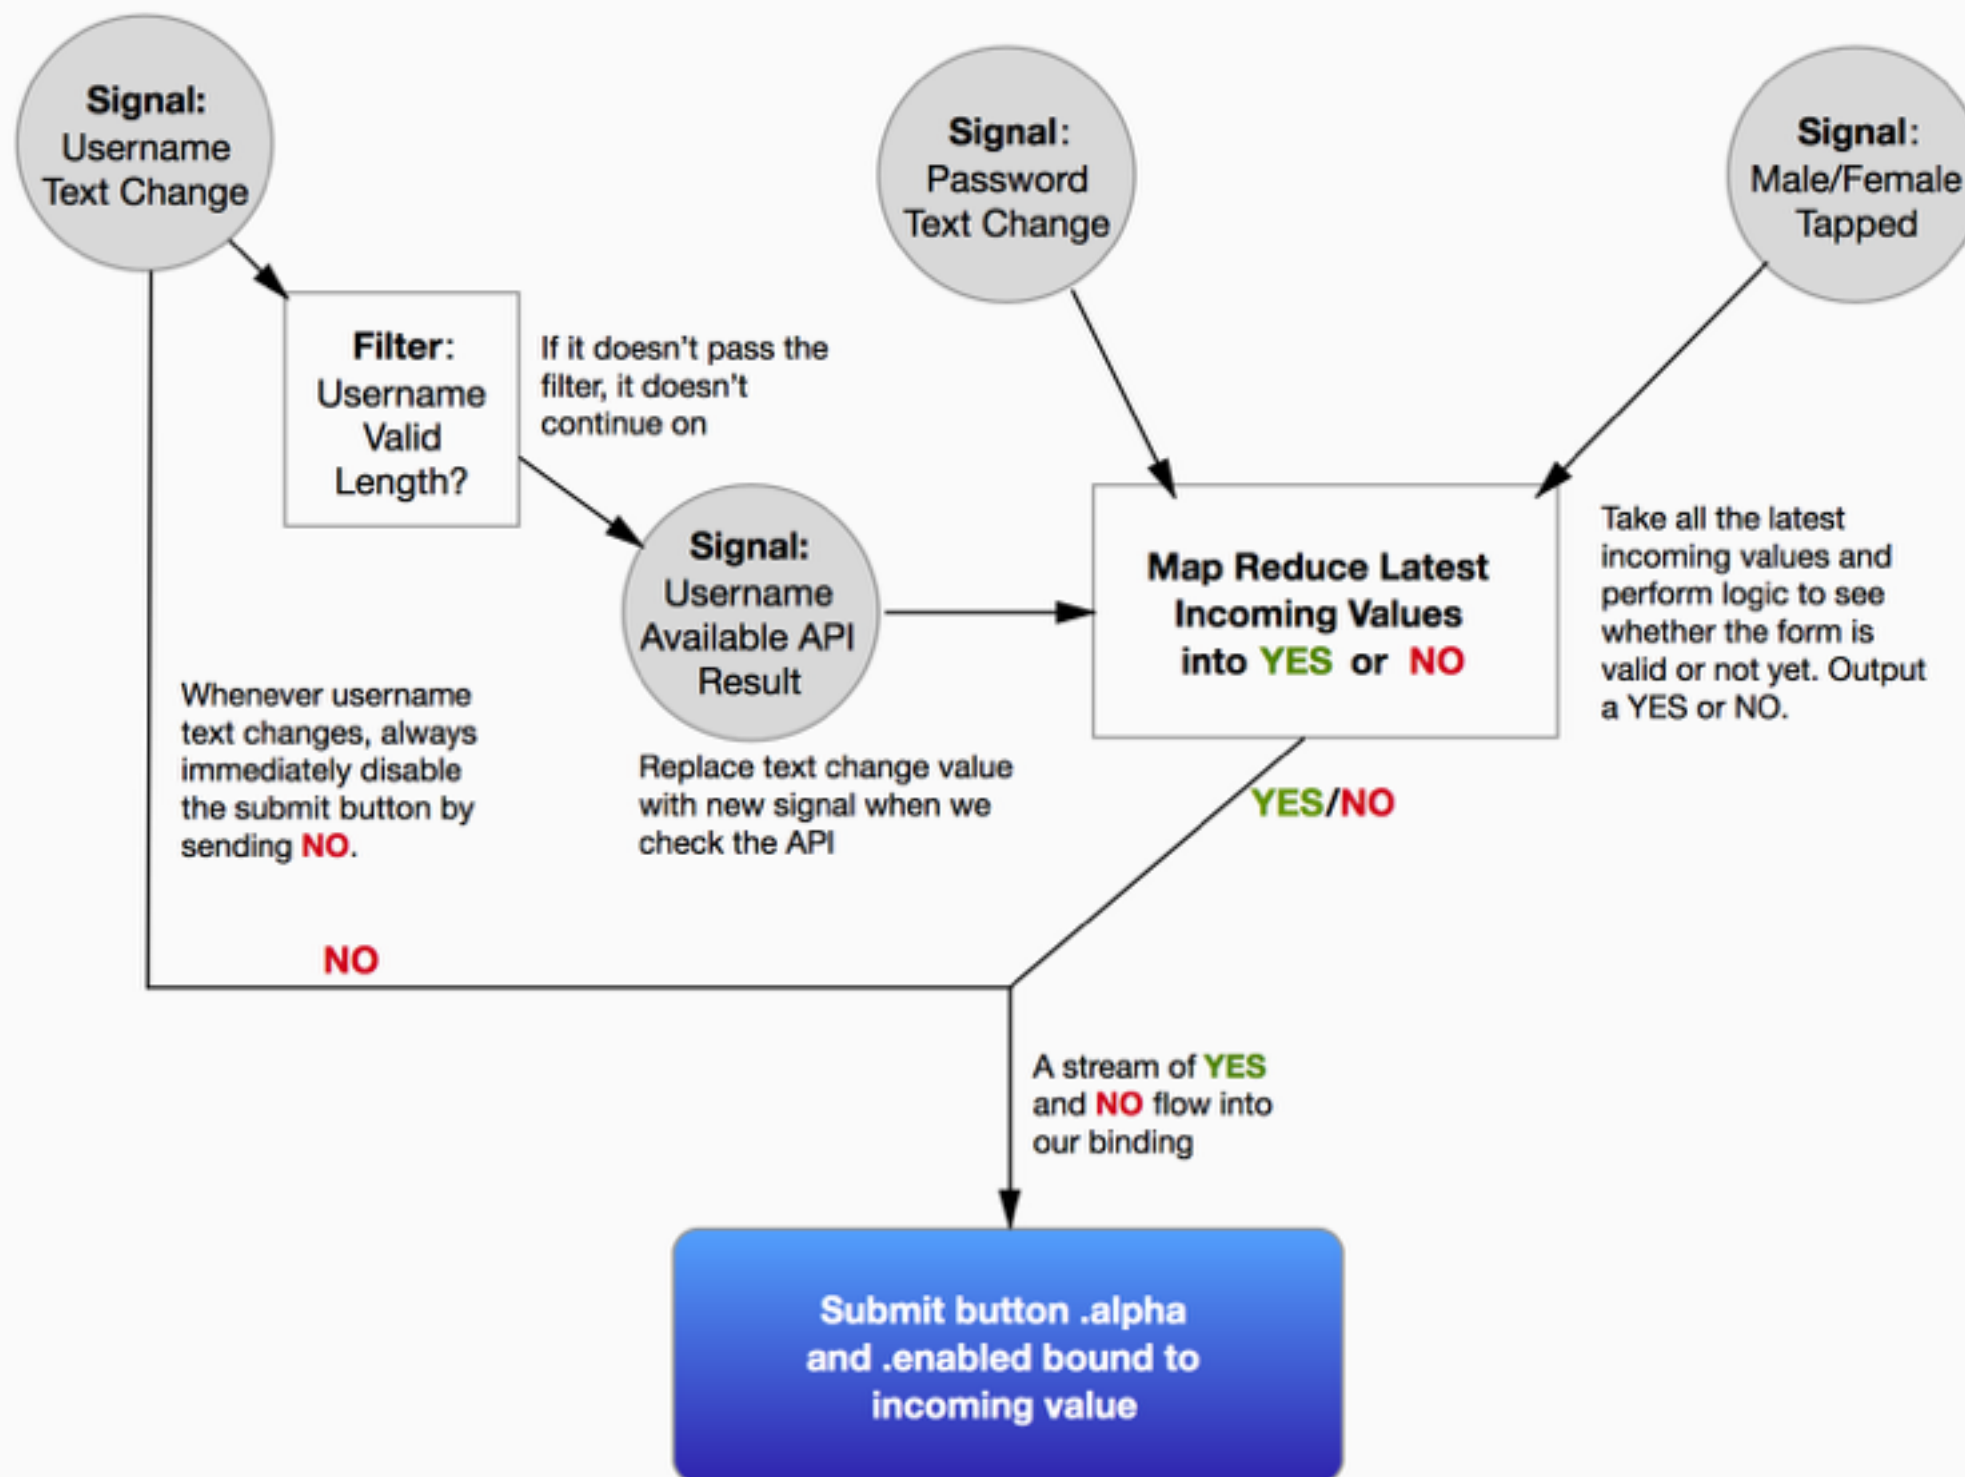 Signal:
Username
Text Change
Signal:
Password
Text Change
Signal:
Male/Female
Tapped
Filter:
Username
Valid
Length?
If it doesn't pass the
filter, it doesn't
continue on
Signal:
Username
Available API
Result
Map Reduce Latest
Incoming Values
into YES or NO
Take all the latest
incoming values and
perform logic to see
whether the form is
valid or not yet. Output
a YES or NO.
Whenever username
text changes, always
immediately disable
the submit button by
sending NO.
Replace text change value
with new signal when we
check the API
YES/NO
NO
A stream of YES
and NO flow into
our binding
Submit button .alpha
and .enabled bound to
incoming value